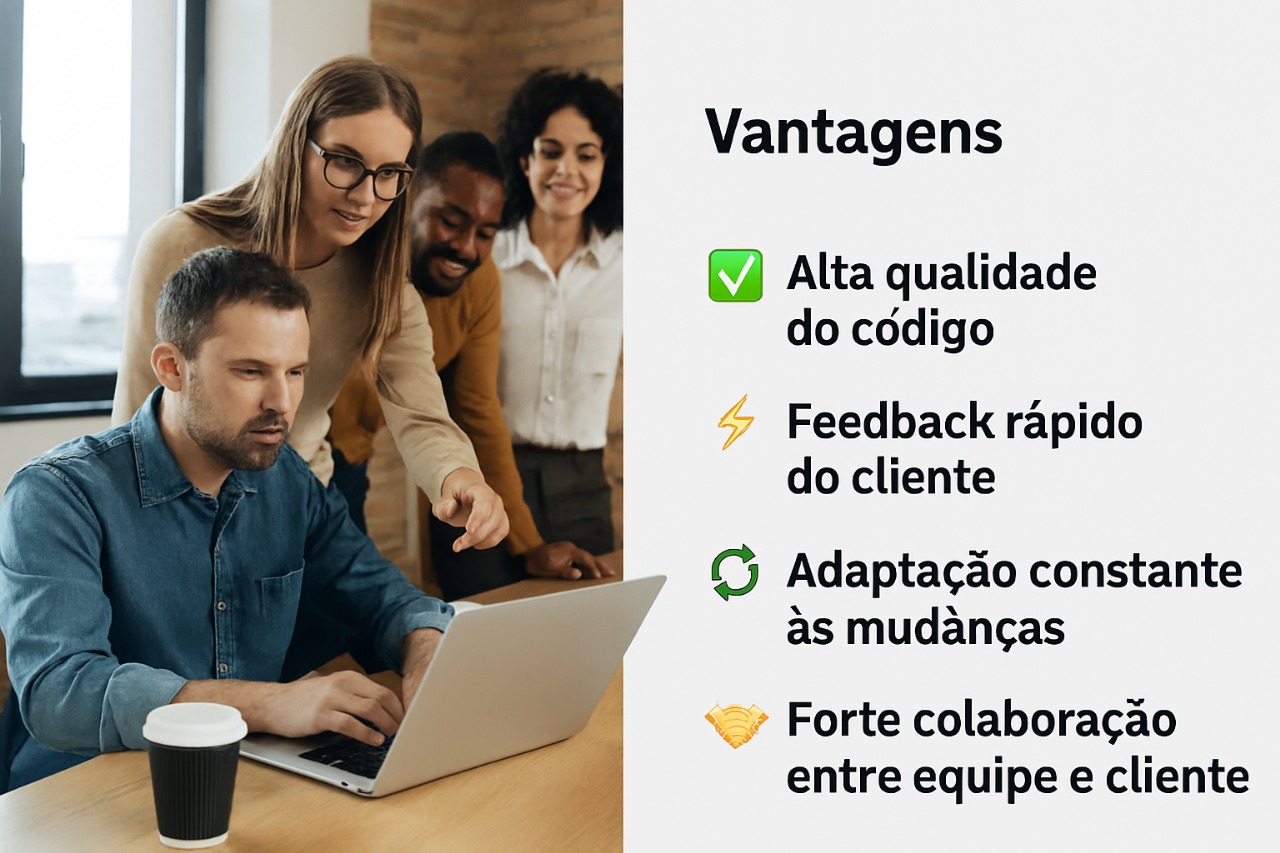 Vantagens
Alta qualidade
do código
Feedback rápido
do cliente
Adaptação constante
às mudànças
Forte colaboração
entre equipe e cliente